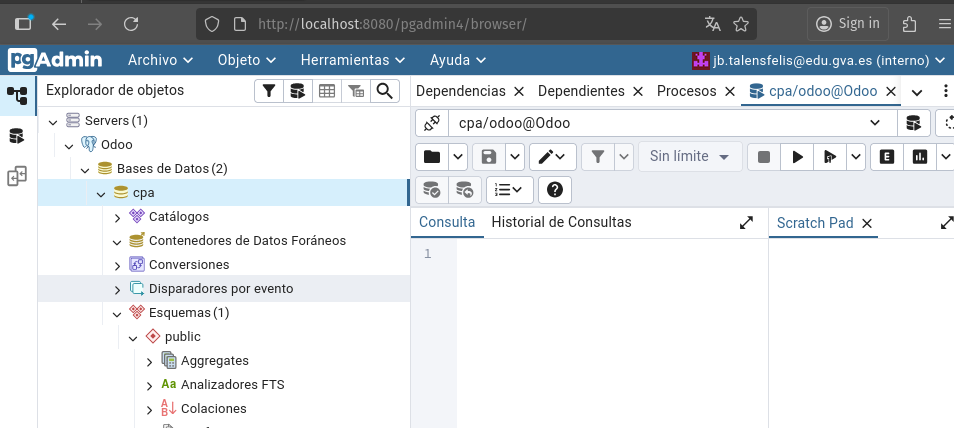 http://localhost:8080/pgadmin4/browser/
Sign in
pgAdmin
Archivo
Objeto
Herramientas
Ayuda
jb.talensfelis@edu.gva.es (interno)
Explorador de objetos
Dependencias
Dependientes
Procesos
cpa/odoo@Odoo
Servers (1)
cpa/odoo@Odoo
Odoo
Bases de Datos (2)
Sin límite
E
cpa
Catálogos
Consulta
Historial de Consultas
Scratch Pad
Contenedores de Datos Foráneos
1
Conversiones
Disparadores por evento
Esquemas (1)
public
Aggregates
Aa
Analizadores FTS
Colaciones